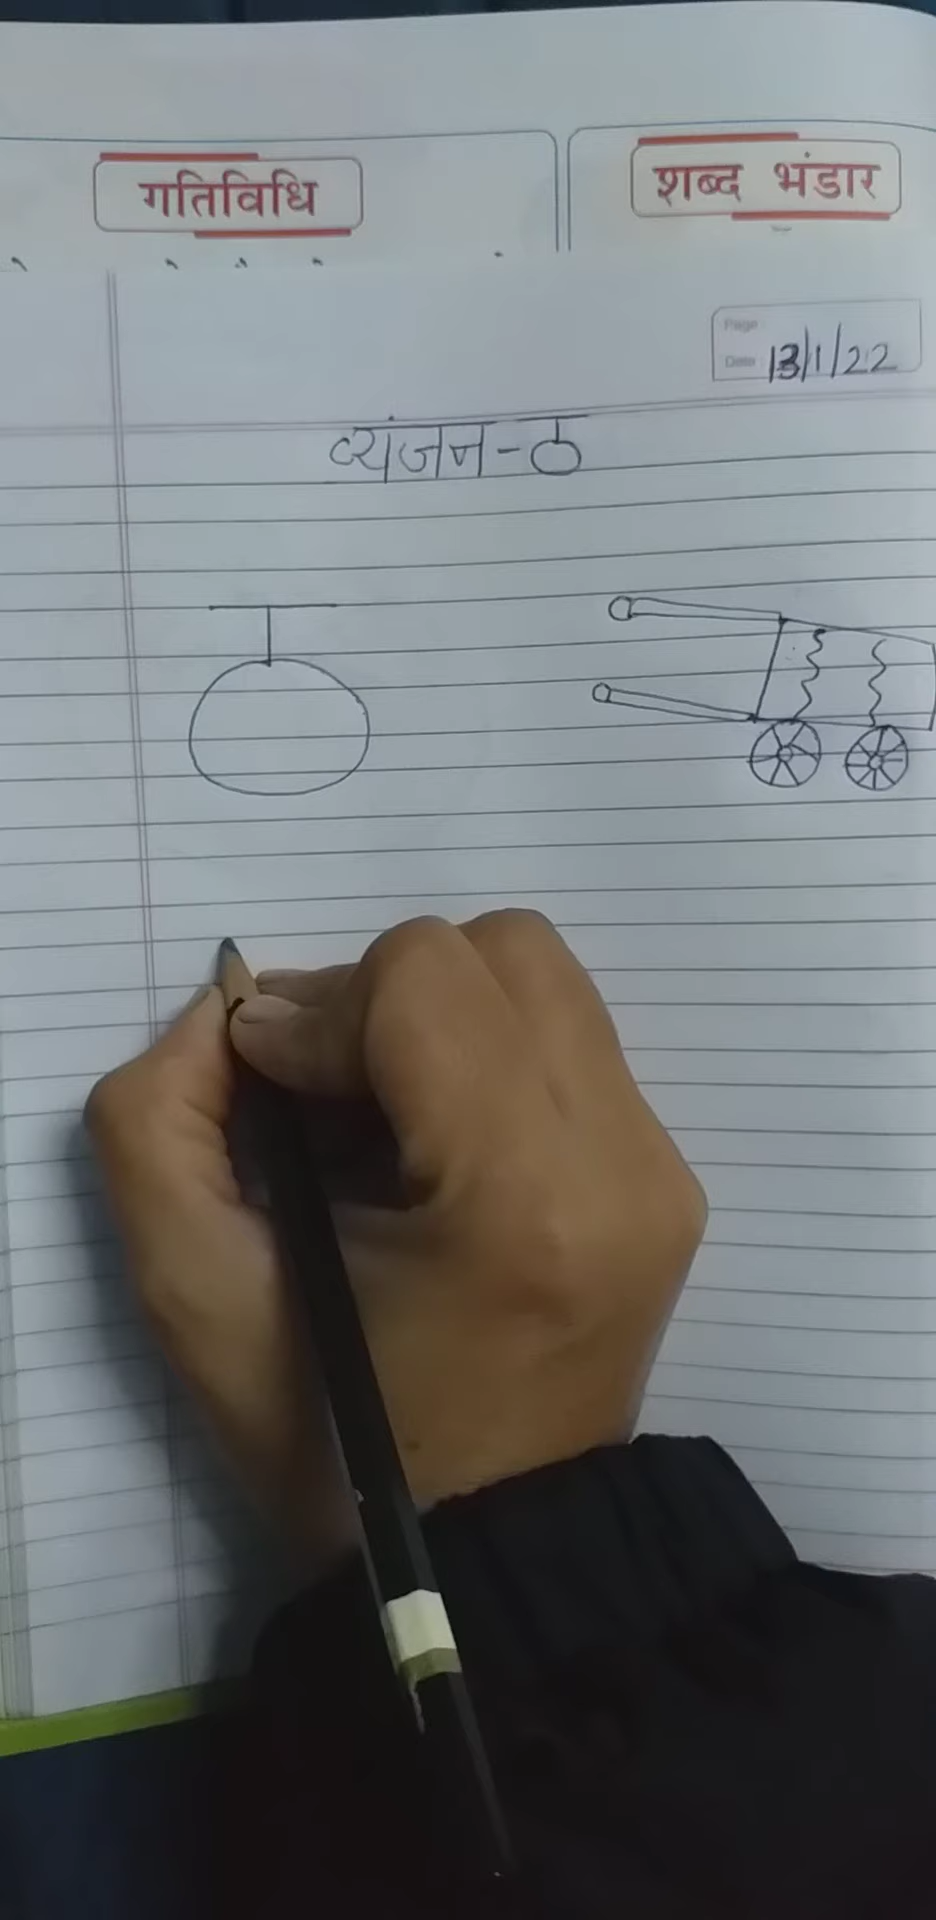 गतिविधि
शब्द भंडार
Page
Date 13/1/22
व्यंजन-ठ
ठ